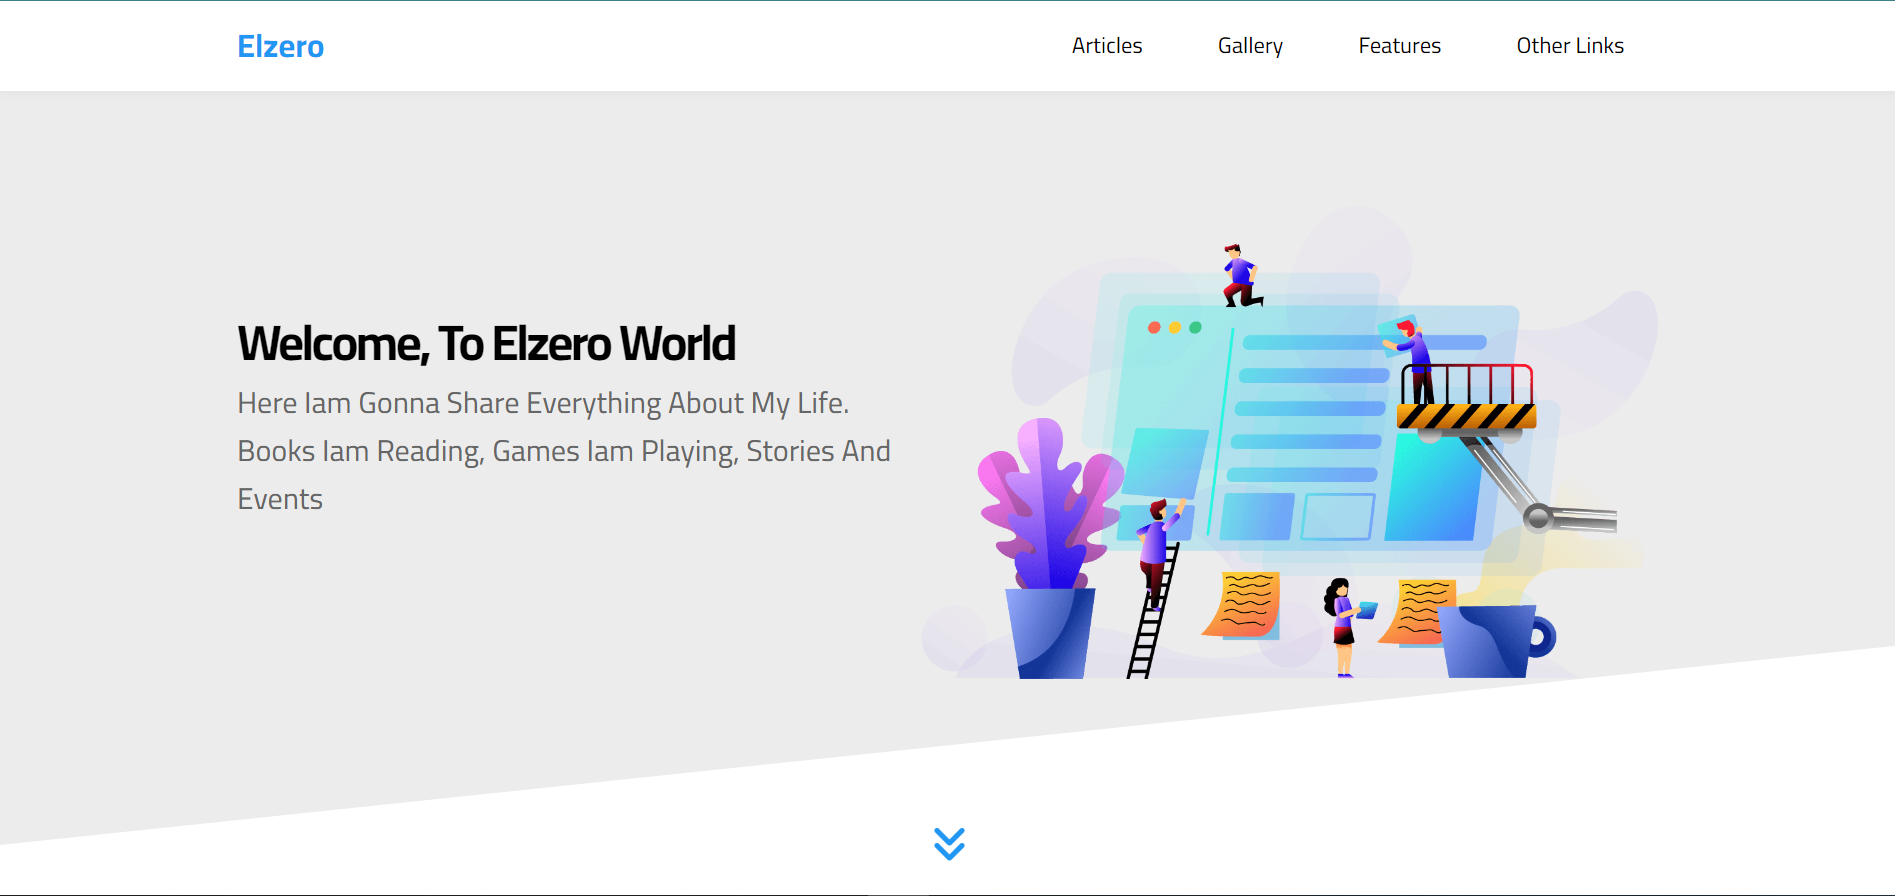 Elzero
Articles
Gallery
Features
Other Links
Welcome, To Elzero World
Here Iam Gonna Share Everything About My Life.
Books Iam Reading, Games Iam Playing, Stories And
Events